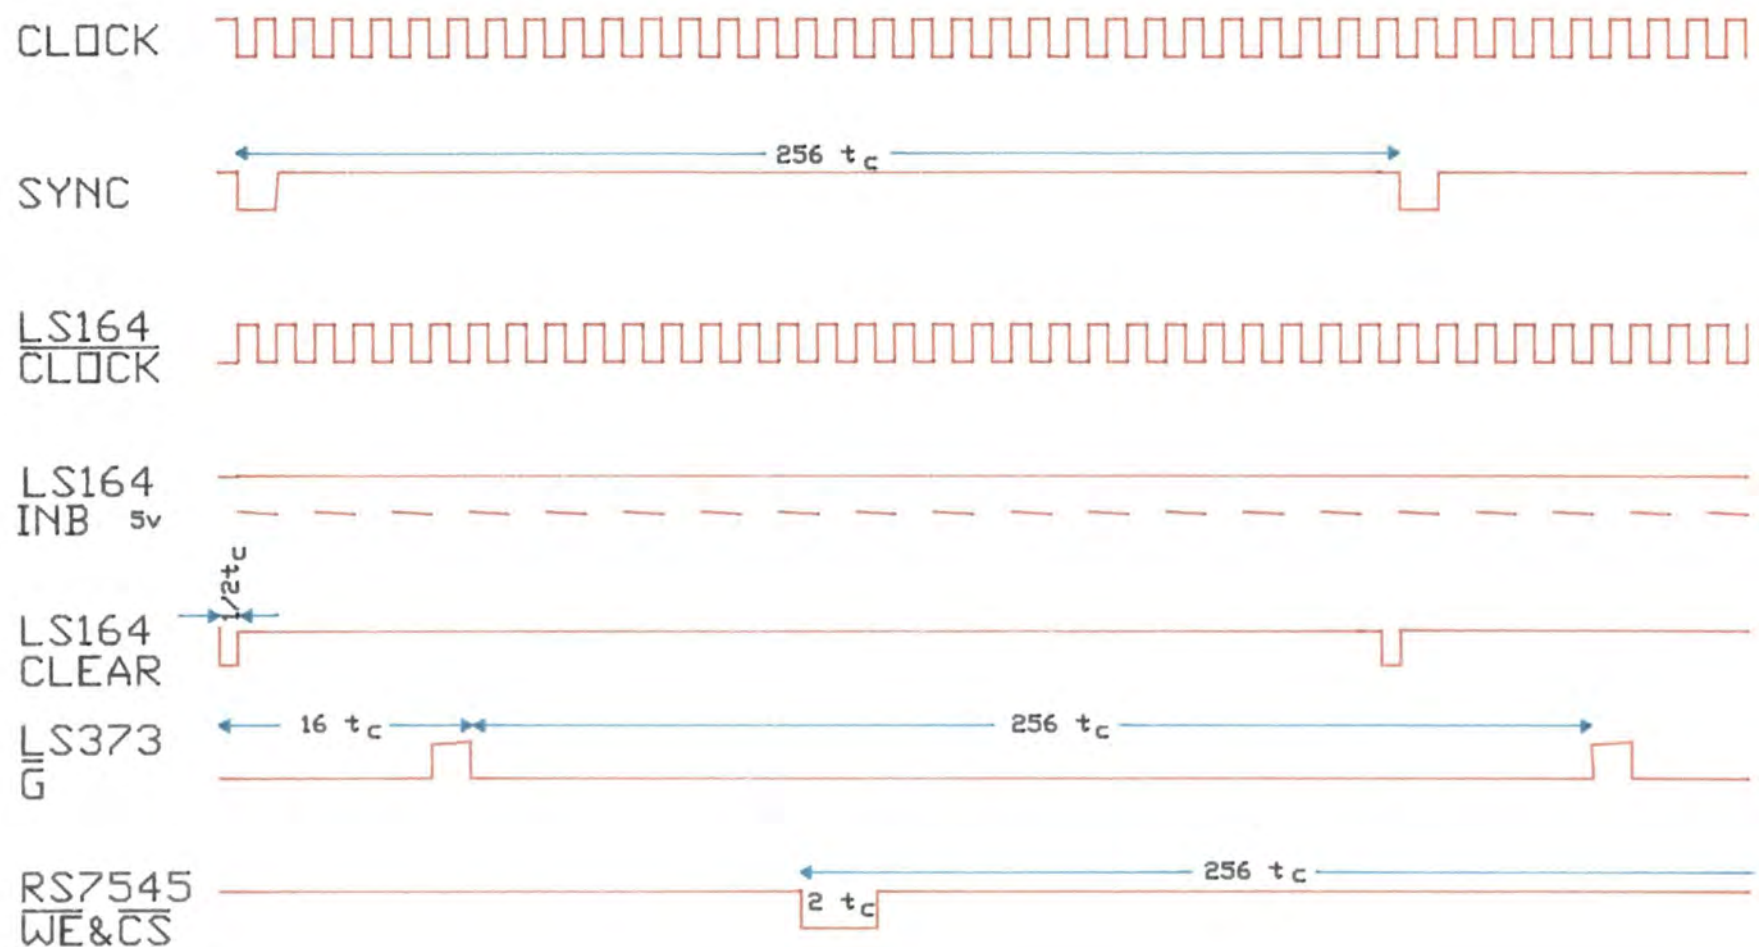 CLOCK
256 tc
SYNC
LS164
CLOCK
LS164
INB 5v
1/2tc
LS164
CLEAR
16 tc 256 tc
LS373
G
256 tc
RS7545
2 tc
WE&CS